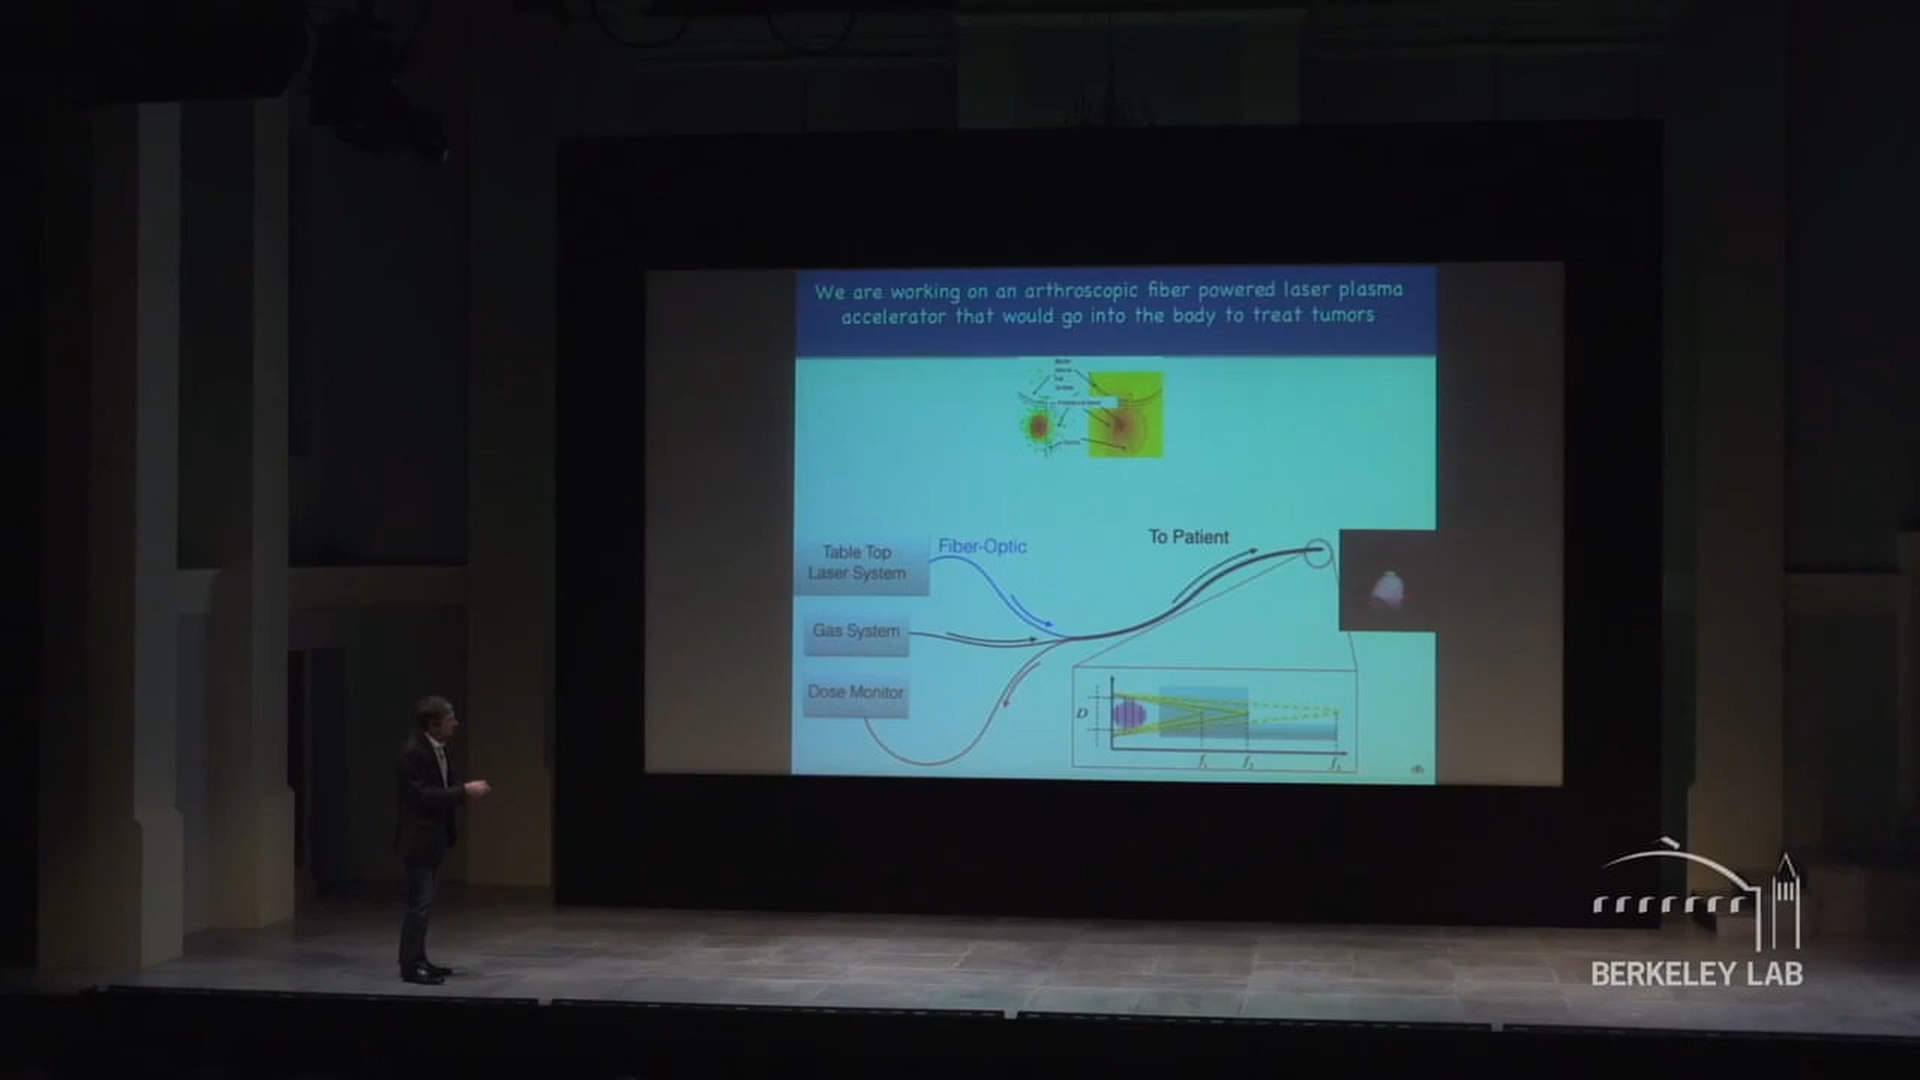 We are working on an arthroscopic fiber powered laser plasma
accelerator that would go into the body to treat tumors
Table Top
Laser System
Fiber-Optic
To Patient
Gas System
Dose Monitor
D
BERKELEY LAB